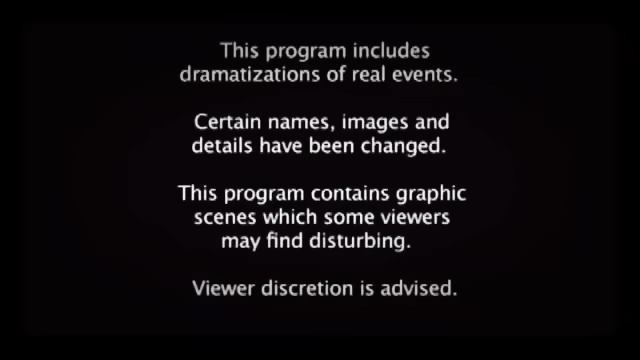 This program includes
dramatizations of real events.
Certain names, images and
details have been changed.
This program contains graphic
scenes which some viewers
may find disturbing.
Viewer discretion is advised.